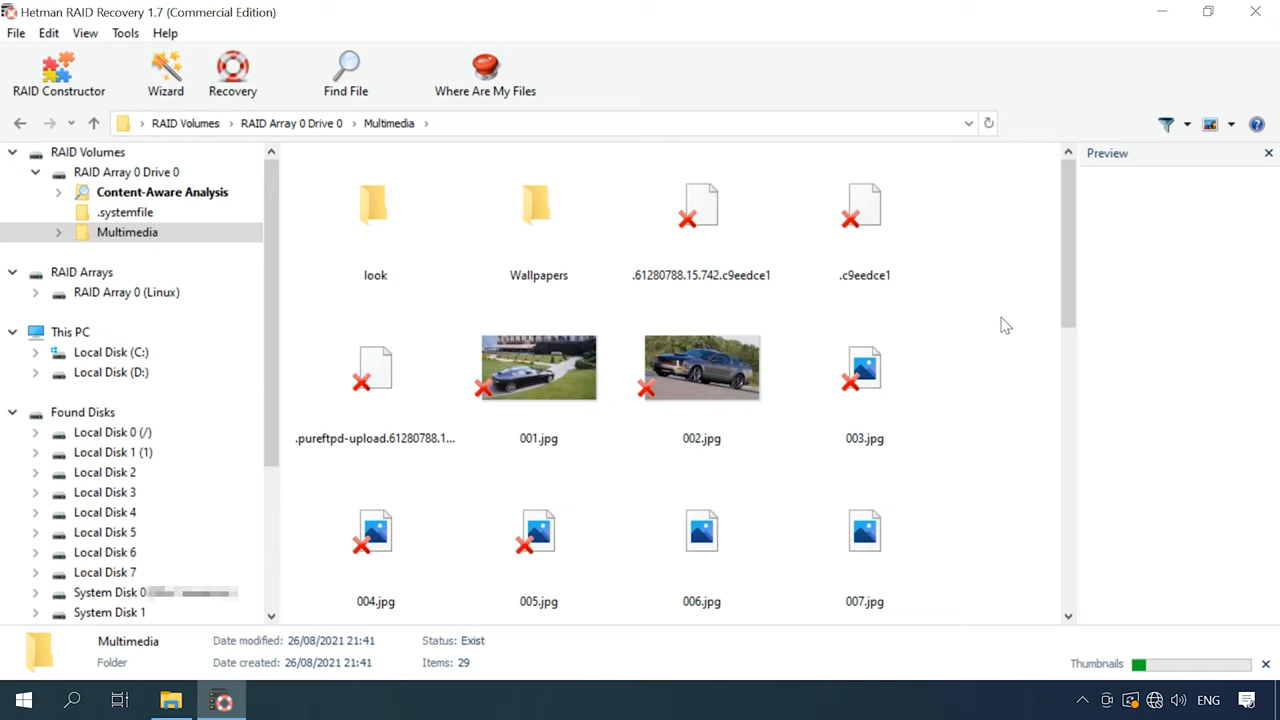 Hetman RAID Recovery 1.7 (Commercial Edition)
File Edit View Tools Help
RAID Constructor Wizard Recovery Find File Where Are My Files
RAID Volumes RAID Array 0 Drive 0 Multimedia
RAID Volumes
RAID Array 0 Drive 0
Content-Aware Analysis
.systemfile
Multimedia
RAID Arrays
RAID Array 0 (Linux)
This PC
Local Disk (C:)
Local Disk (D:)
Found Disks
Local Disk 0 (/)
Local Disk 1 (1)
Local Disk 2
Local Disk 3
Local Disk 4
Local Disk 5
Local Disk 6
Local Disk 7
System Disk 0
System Disk 1
look Wallpapers .61280788.15.742.c9eedce1 .c9eedce1
.pureftpd-upload.61280788.1... 001.jpg 002.jpg 003.jpg
004.jpg 005.jpg 006.jpg 007.jpg
Preview
Multimedia Date modified: 26/08/2021 21:41 Status: Exist
Folder Date created: 26/08/2021 21:41 Items: 29
Thumbnails
ENG